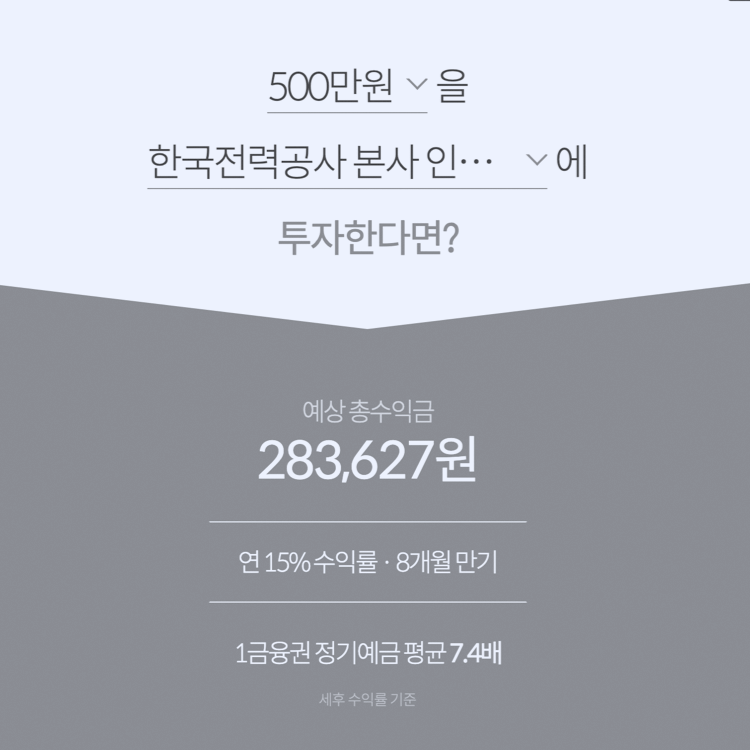 500만원 을
한국전력공사 본사 인··· 에
투자한다면?
예상 총수익금
283,627원
연 15% 수익률 · 8개월 만기
1금융권 정기예금 평균 7.4배
세후 수익률 기준